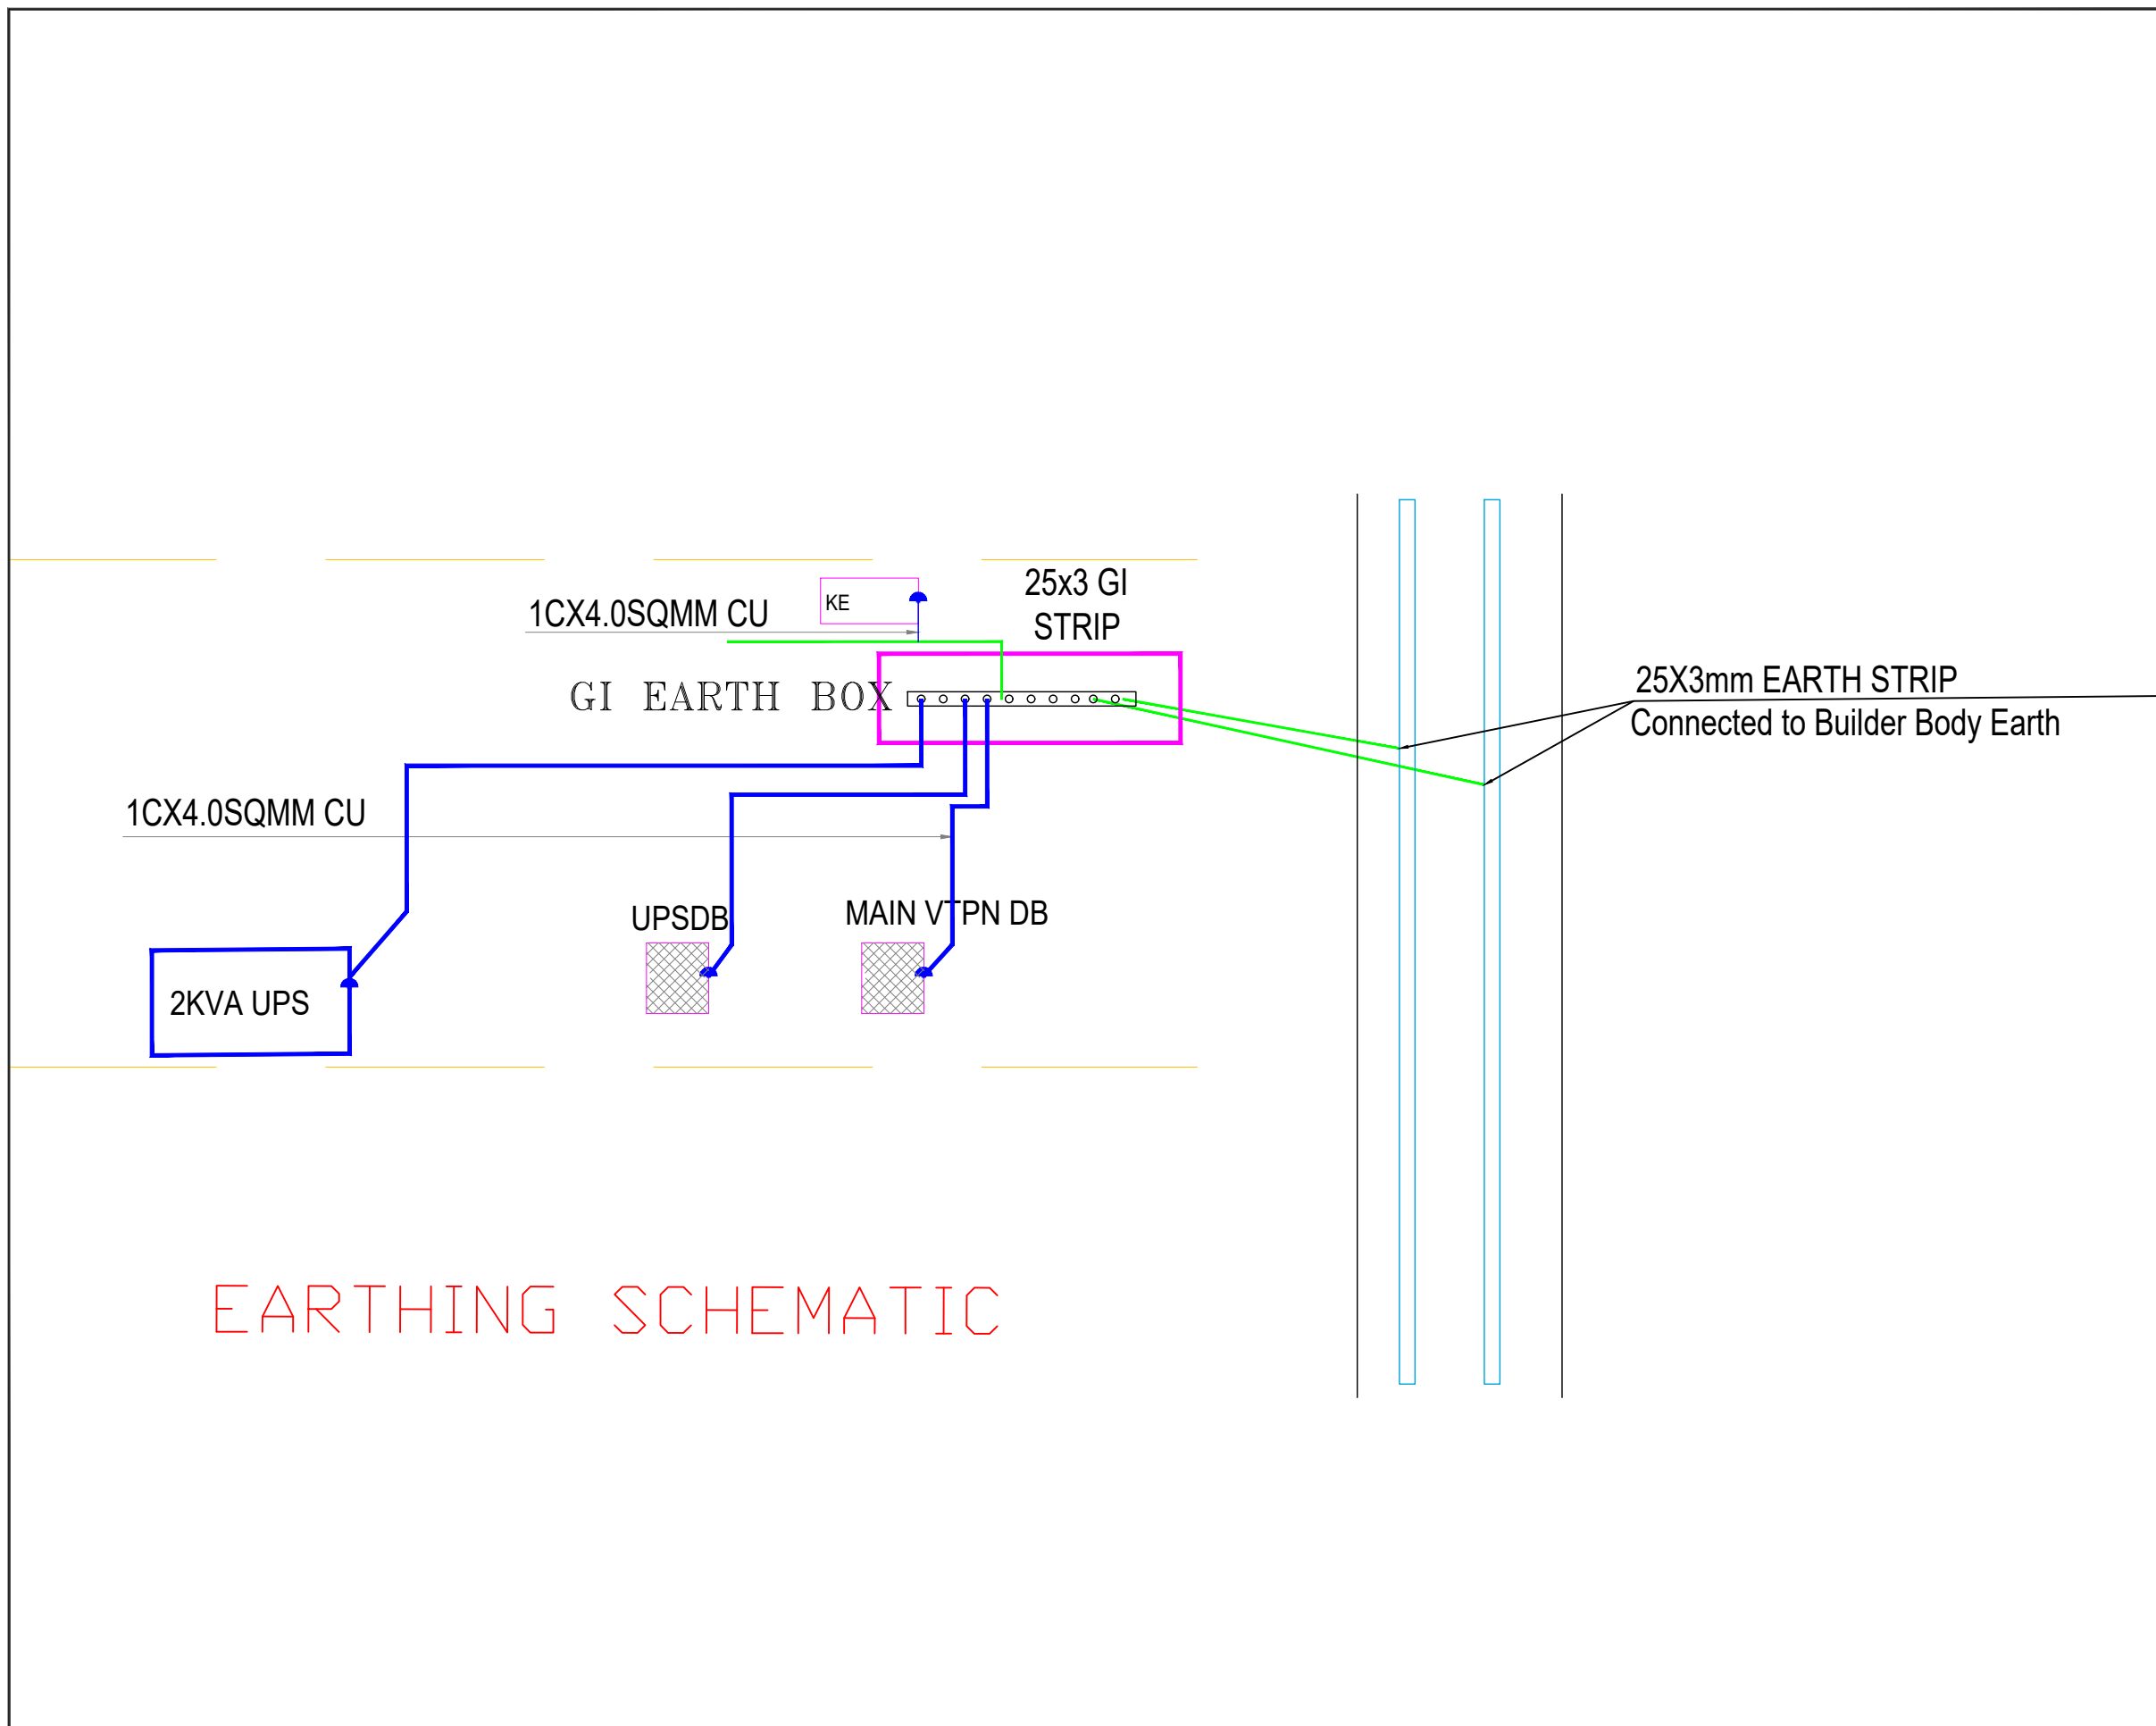 25x3 GI
STRIP
KE
1CX4.0SQMM CU
GI EARTH BOX
25X3mm EARTH STRIP
Connected to Builder Body Earth
1CX4.0SQMM CU
UPSDB
MAIN VTPN DB
2KVA UPS
EARTHING SCHEMATIC